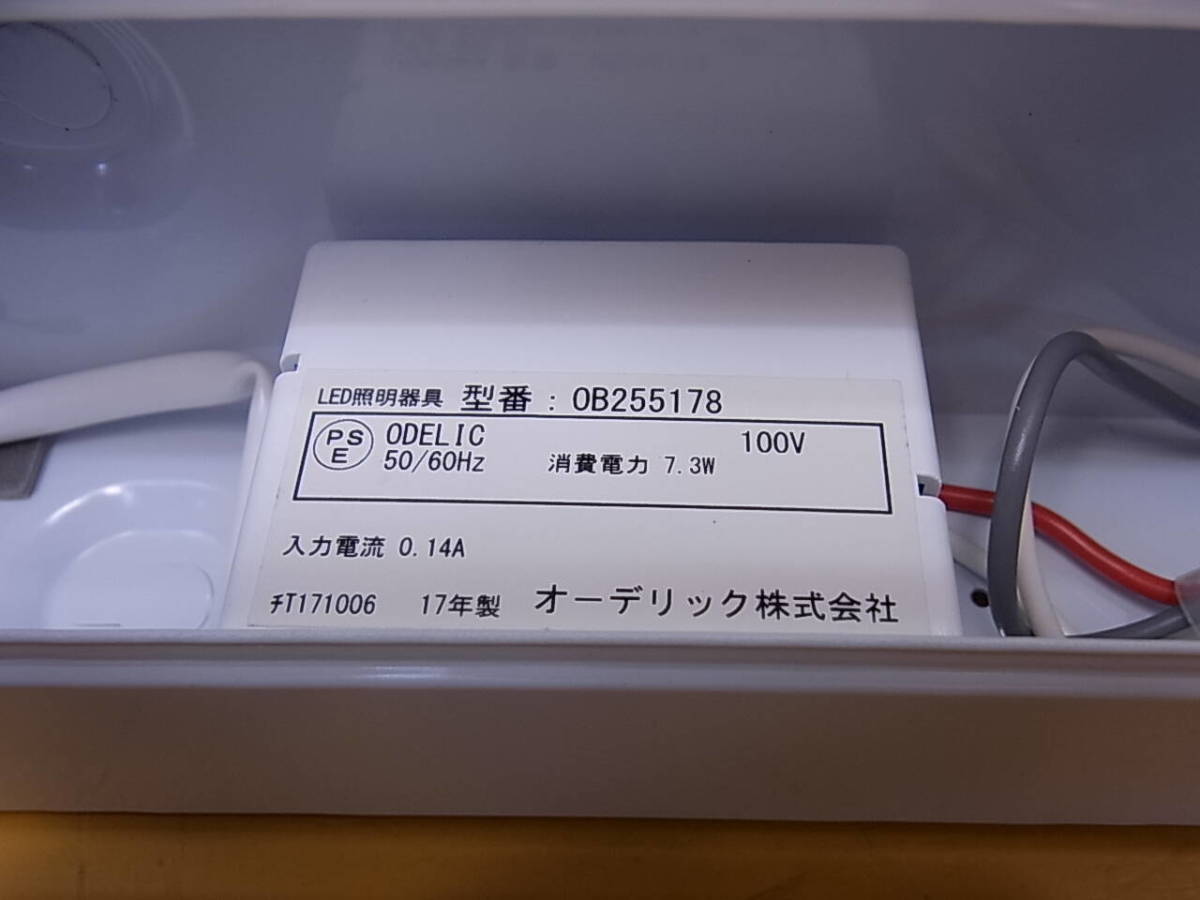 LED照明器具 型番：OB255178
PSE ODELIC 100V
50/60Hz 消費電力 7.3W
入力電流 0.14A
ｵT171006 17年製 オーデリック株式会社